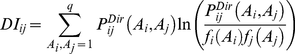 $DI_{ij} = \sum_{A_i, A_j = 1}^{q} P_{ij}^{Dir}(A_i, A_j) \ln \left( \frac{P_{ij}^{Dir}(A_i, A_j)}{f_i(A_i) f_j(A_j)} \right)$